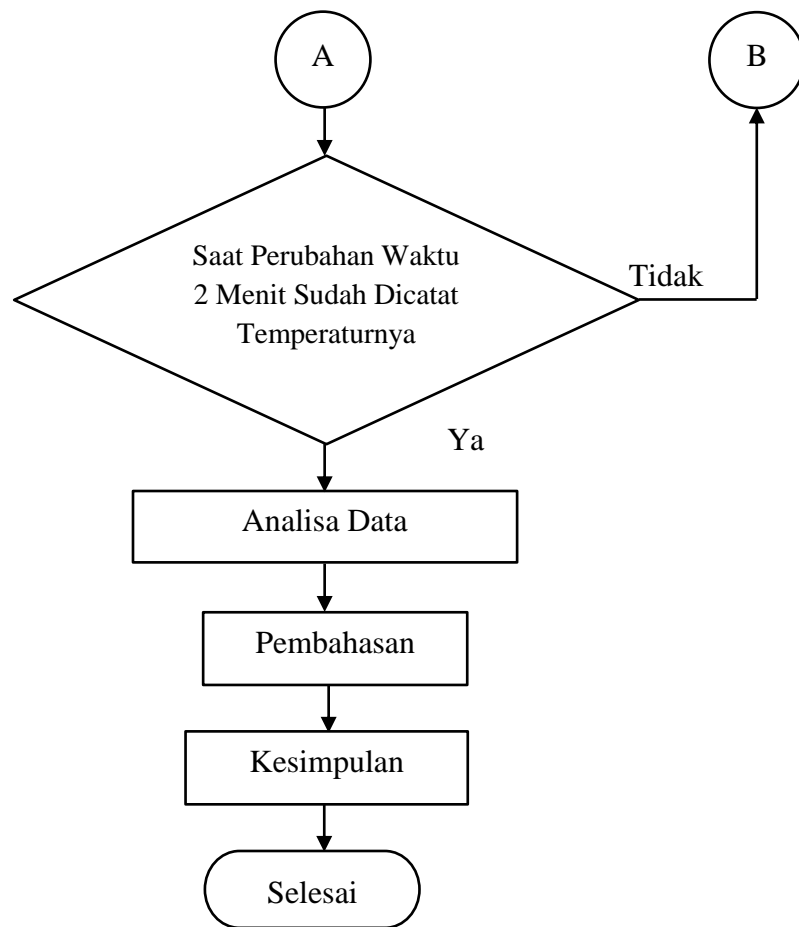 A
B
Saat Perubahan Waktu
2 Menit Sudah Dicatat
Temperaturnya
Tidak
Ya
Analisa Data
Pembahasan
Kesimpulan
Selesai